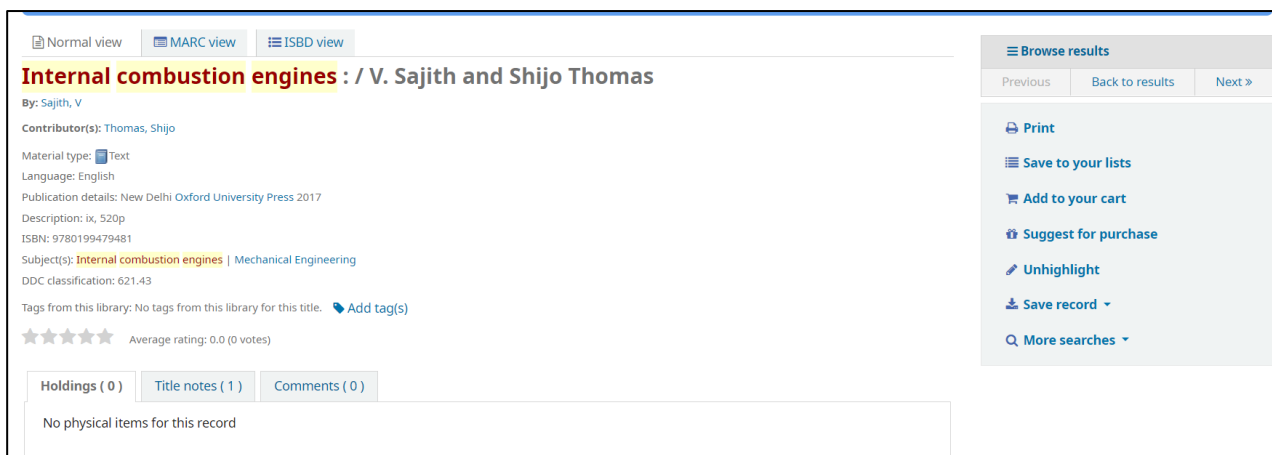 Normal view MARC view ISBD view
Internal combustion engines : / V. Sajith and Shijo Thomas
By: Sajith, V
Contributor(s): Thomas, Shijo
Material type: Text
Language: English
Publication details: New Delhi Oxford University Press 2017
Description: ix, 520p
ISBN: 9780199479481
Subject(s): Internal combustion engines | Mechanical Engineering
DDC classification: 621.43
Tags from this library: No tags from this library for this title. Add tag(s)
Average rating: 0.0 (0 votes)
Holdings ( 0 ) Title notes ( 1 ) Comments ( 0 )
No physical items for this record
Browse results
Previous Back to results Next »
Print
Save to your lists
Add to your cart
Suggest for purchase
Unhighlight
Save record
More searches